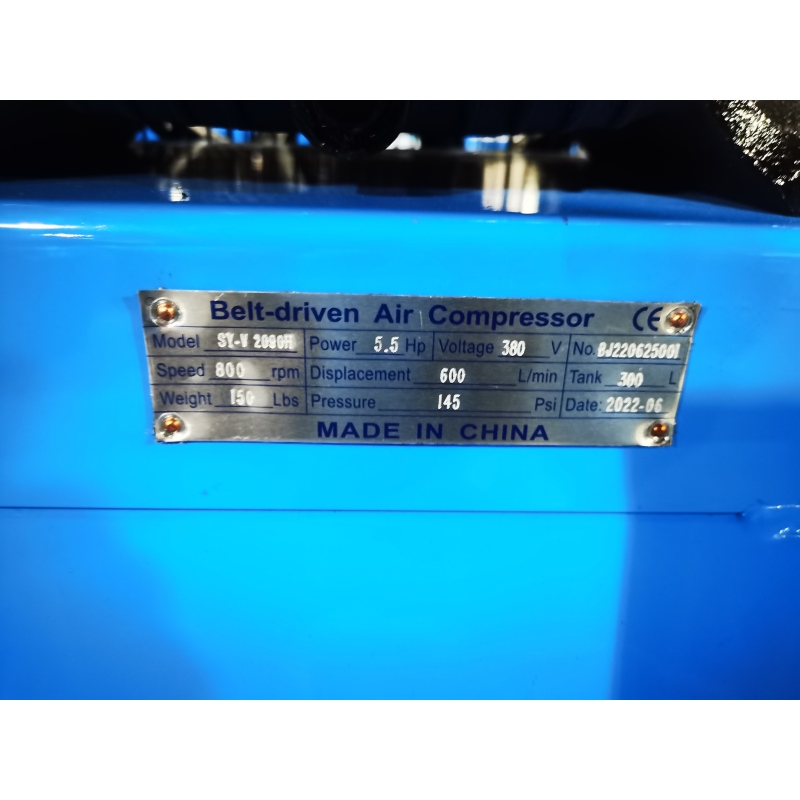 Belt-driven Air Compressor CE
Model SY-V 2090H Power 5.5 Hp Voltage 380 V No. BJ220625001
Speed 800 rpm Displacement 600 L/min Tank 300 L
Weight 150 Lbs Pressure 145 Psi Date: 2022-06
MADE IN CHINA